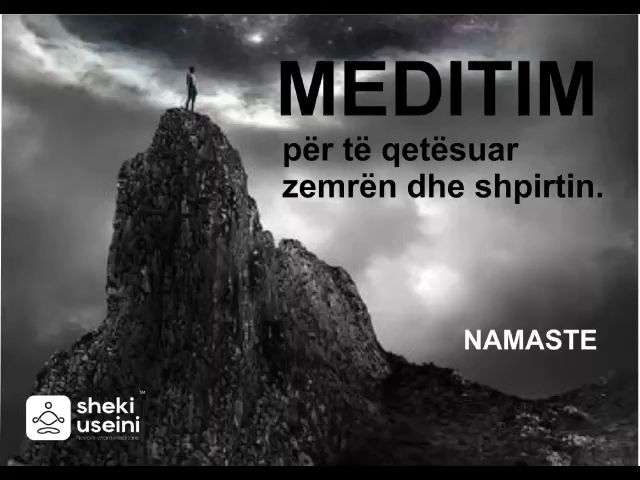 MEDITIM
për të qetësuar
zemrën dhe shpirtin.
NAMASTE
sheki
useini